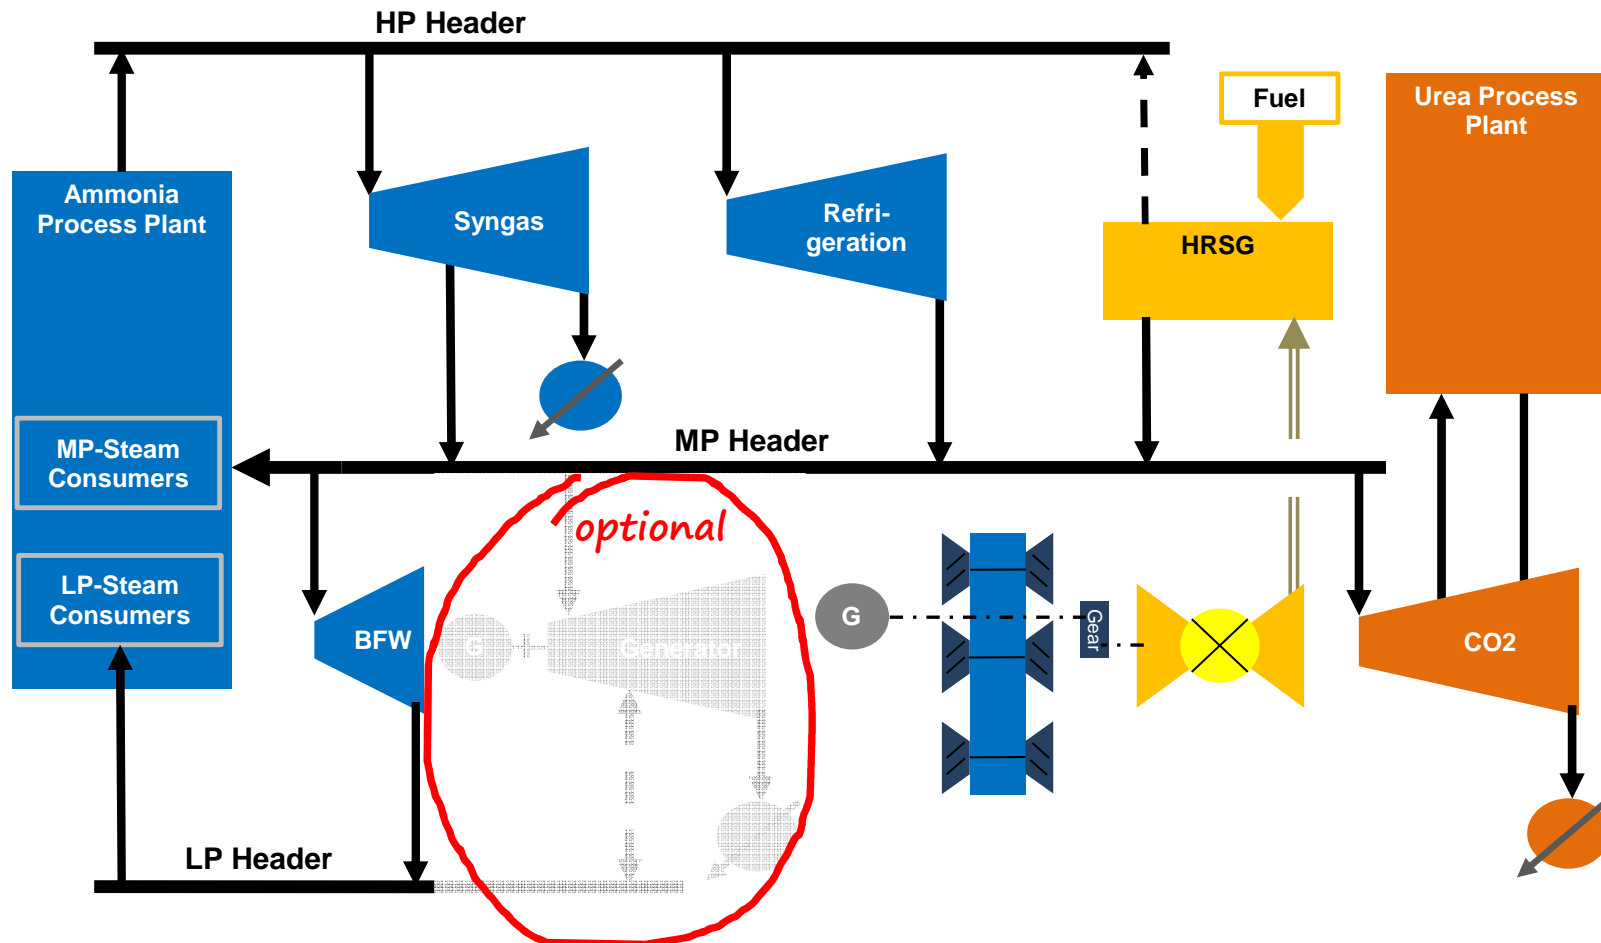 HP Header
Fuel
Urea Process
Plant
Ammonia
Process Plant
Syngas
Refri-
geration
HRSG
MP Header
MP-Steam
Consumers
optional
LP-Steam
Consumers
BFW
G
Generator
G
Gear
CO2
LP Header